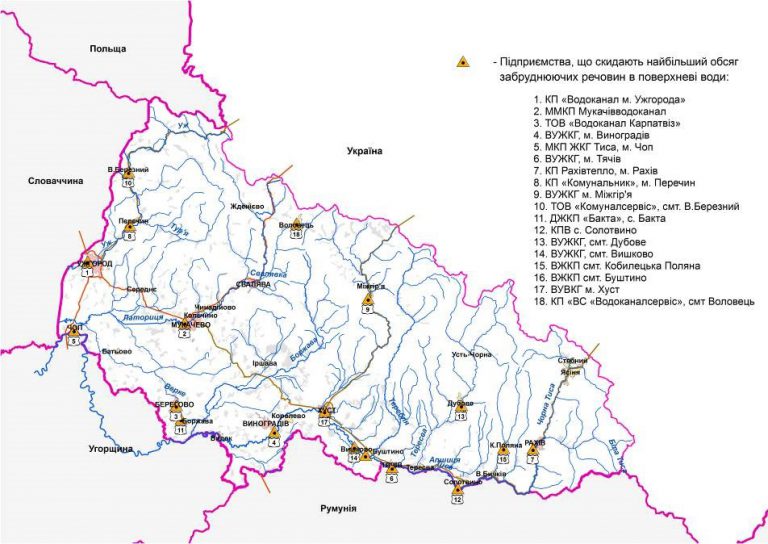 Польща
- Підприємства, що скидають найбільший обсяг
забруднюючих речовин в поверхневі води:
1. КП «Водоканал м. Ужгорода»
2. ММКП Мукачівводоканал
3. ТОВ «Водоканал Карпатвіз»
4. ВУЖКГ, м. Виноградів
5. МКП ЖКГ Тиса, м. Чоп
6. ВУЖКГ, м. Тячів
7. КП Рахівтепло, м. Рахів
8. КП «Комунальник», м. Перечин
9. ВУЖКГ м. Міжгір'я
10. ТОВ «Комуналсервіс», смт. В.Березний
11. ДЖКП «Бакта», с. Бакта
12. КПВ с. Солотвино
13. ВУЖКГ, смт. Дубове
14. ВУЖКГ, смт. Вишково
15. ВЖКП смт. Кобилецька Поляна
16. ВЖКП смт. Буштино
17. ВУВКГ м. Хуст
18. КП «ВС «Водоканалсервіс», смт Воловець
Уж
Україна
В.Березний
10
Словаччина
Жденієво
Перечин
8
Тур'я
Воловець
18
Уж
УЖГОРОД
1
Свалявка
СВАЛЯВА
Середнє
Міжгір'я
9
Чинадійово
Кольчино
Латориця
МУКАЧЕВО
2
ЧОП
5
Батьово
Боржава
Іршава
Усть-Чорна
Стебний
Ясіня
Верке
БЕРЕГОВО
3
Боржава
11
Королево
ВИНОГРАДІВ
4
ХУСТ
17
Теребля
Тересва
Дубове
13
Чорна Тиса
Вилок
Угорщина
Вишково
14
Буштино
6
Тересва
Апшиця
К.Поляна
15
РАХІВ
7
Біла Тиса
В.Бичків
Солотвино
12
Румунія